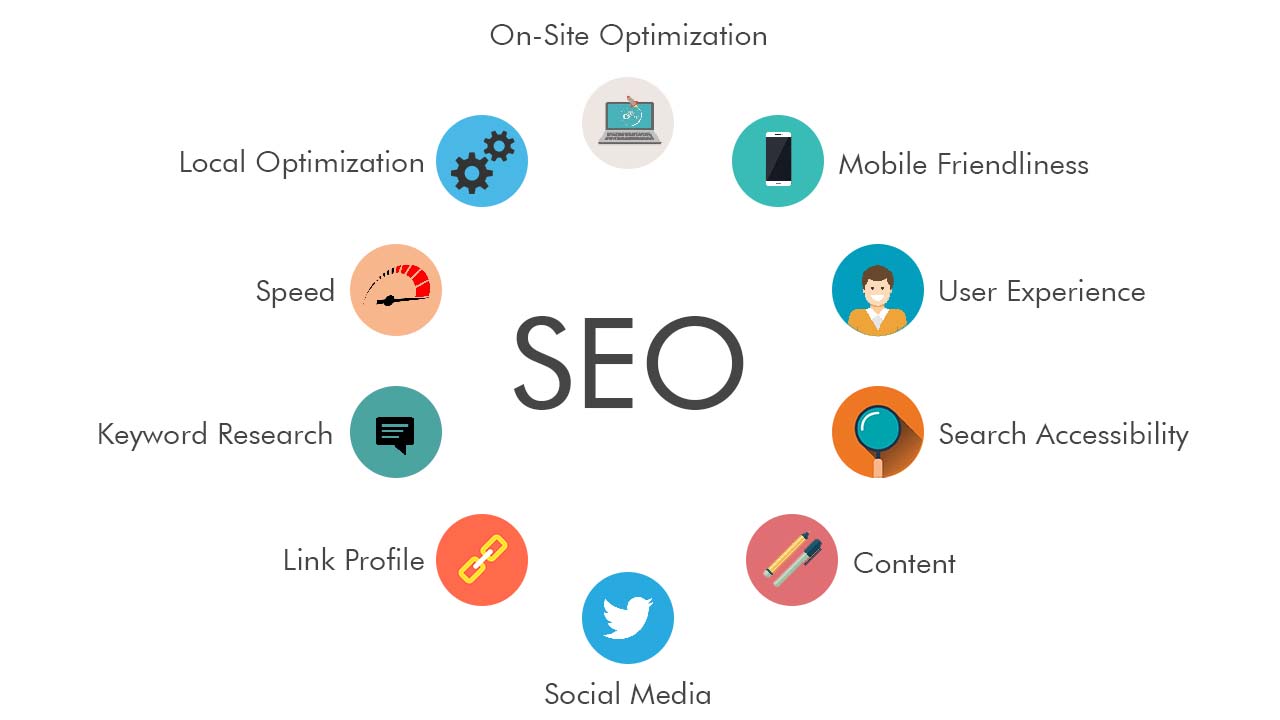 On-Site Optimization
Local Optimization
Mobile Friendliness
Speed
User Experience
SEO
Keyword Research
Search Accessibility
Link Profile
Content
Social Media